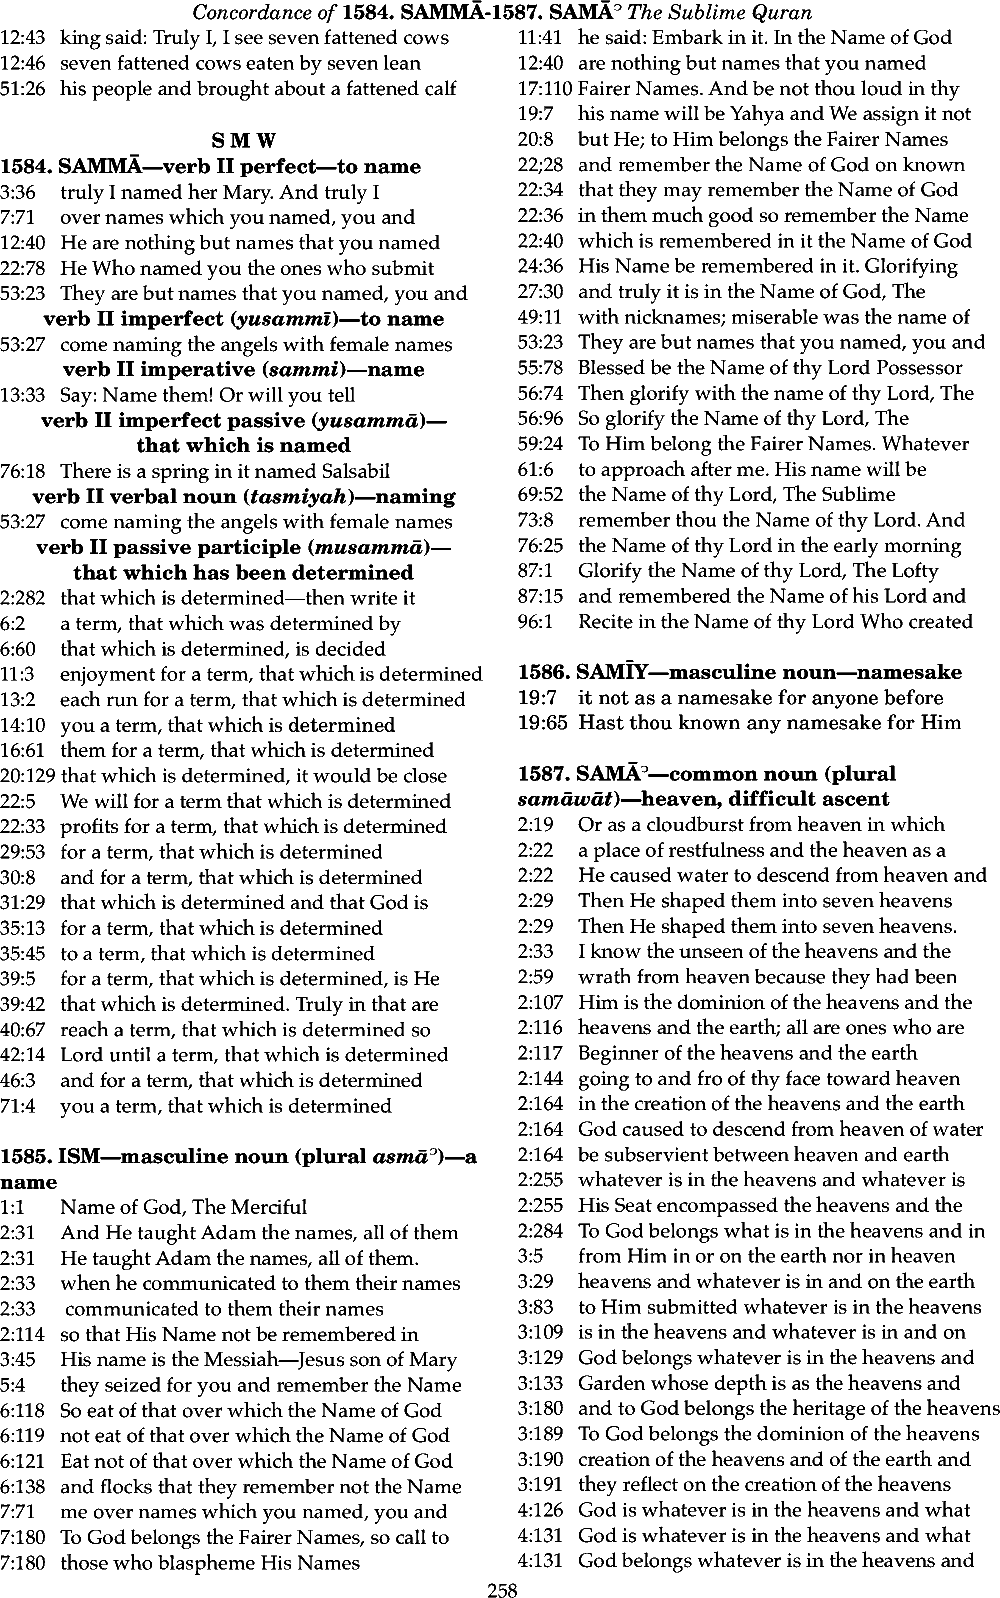 Concordance of 1584. SAMMĀ-1587. SAMĀᵓ The Sublime Quran
12:43 king said: Truly I, I see seven fattened cows
12:46 seven fattened cows eaten by seven lean
51:26 his people and brought about a fattened calf
S M W
1584. SAMMĀ—verb II perfect—to name
3:36 truly I named her Mary. And truly I
7:71 over names which you named, you and
12:40 He are nothing but names that you named
22:78 He Who named you the ones who submit
53:23 They are but names that you named, you and
verb II imperfect (yusammī)—to name
53:27 come naming the angels with female names
verb II imperative (sammi)—name
13:33 Say: Name them! Or will you tell
verb II imperfect passive (yusammā)—
that which is named
76:18 There is a spring in it named Salsabil
verb II verbal noun (tasmiyah)—naming
53:27 come naming the angels with female names
verb II passive participle (musammā)—
that which has been determined
2:282 that which is determined—then write it
6:2 a term, that which was determined by
6:60 that which is determined, is decided
11:3 enjoyment for a term, that which is determined
13:2 each run for a term, that which is determined
14:10 you a term, that which is determined
16:61 them for a term, that which is determined
20:129 that which is determined, it would be close
22:5 We will for a term that which is determined
22:33 profits for a term, that which is determined
29:53 for a term, that which is determined
30:8 and for a term, that which is determined
31:29 that which is determined and that God is
35:13 for a term, that which is determined
35:45 to a term, that which is determined
39:5 for a term, that which is determined, is He
39:42 that which is determined. Truly in that are
40:67 reach a term, that which is determined so
42:14 Lord until a term, that which is determined
46:3 and for a term, that which is determined
71:4 you a term, that which is determined
1585. ISM—masculine noun (plural asmāᵓ)—a
name
1:1 Name of God, The Merciful
2:31 And He taught Adam the names, all of them
2:31 He taught Adam the names, all of them.
2:33 when he communicated to them their names
2:33 communicated to them their names
2:114 so that His Name not be remembered in
3:45 His name is the Messiah—Jesus son of Mary
5:4 they seized for you and remember the Name
6:118 So eat of that over which the Name of God
6:119 not eat of that over which the Name of God
6:121 Eat not of that over which the Name of God
6:138 and flocks that they remember not the Name
7:71 me over names which you named, you and
7:180 To God belongs the Fairer Names, so call to
7:180 those who blaspheme His Names
11:41 he said: Embark in it. In the Name of God
12:40 are nothing but names that you named
17:110 Fairer Names. And be not thou loud in thy
19:7 his name will be Yahya and We assign it not
20:8 but He; to Him belongs the Fairer Names
22;28 and remember the Name of God on known
22:34 that they may remember the Name of God
22:36 in them much good so remember the Name
22:40 which is remembered in it the Name of God
24:36 His Name be remembered in it. Glorifying
27:30 and truly it is in the Name of God, The
49:11 with nicknames; miserable was the name of
53:23 They are but names that you named, you and
55:78 Blessed be the Name of thy Lord Possessor
56:74 Then glorify with the name of thy Lord, The
56:96 So glorify the Name of thy Lord, The
59:24 To Him belong the Fairer Names. Whatever
61:6 to approach after me. His name will be
69:52 the Name of thy Lord, The Sublime
73:8 remember thou the Name of thy Lord. And
76:25 the Name of thy Lord in the early morning
87:1 Glorify the Name of thy Lord, The Lofty
87:15 and remembered the Name of his Lord and
96:1 Recite in the Name of thy Lord Who created
1586. SAMĪY—masculine noun—namesake
19:7 it not as a namesake for anyone before
19:65 Hast thou known any namesake for Him
1587. SAMĀᵓ—common noun (plural
samāwāt)—heaven, difficult ascent
2:19 Or as a cloudburst from heaven in which
2:22 a place of restfulness and the heaven as a
2:22 He caused water to descend from heaven and
2:29 Then He shaped them into seven heavens
2:29 Then He shaped them into seven heavens.
2:33 I know the unseen of the heavens and the
2:59 wrath from heaven because they had been
2:107 Him is the dominion of the heavens and the
2:116 heavens and the earth; all are ones who are
2:117 Beginner of the heavens and the earth
2:144 going to and fro of thy face toward heaven
2:164 in the creation of the heavens and the earth
2:164 God caused to descend from heaven of water
2:164 be subservient between heaven and earth
2:255 whatever is in the heavens and whatever is
2:255 His Seat encompassed the heavens and the
2:284 To God belongs what is in the heavens and in
3:5 from Him in or on the earth nor in heaven
3:29 heavens and whatever is in and on the earth
3:83 to Him submitted whatever is in the heavens
3:109 is in the heavens and whatever is in and on
3:129 God belongs whatever is in the heavens and
3:133 Garden whose depth is as the heavens and
3:180 and to God belongs the heritage of the heavens
3:189 To God belongs the dominion of the heavens
3:190 creation of the heavens and of the earth and
3:191 they reflect on the creation of the heavens
4:126 God is whatever is in the heavens and what
4:131 God is whatever is in the heavens and what
4:131 God belongs whatever is in the heavens and
258